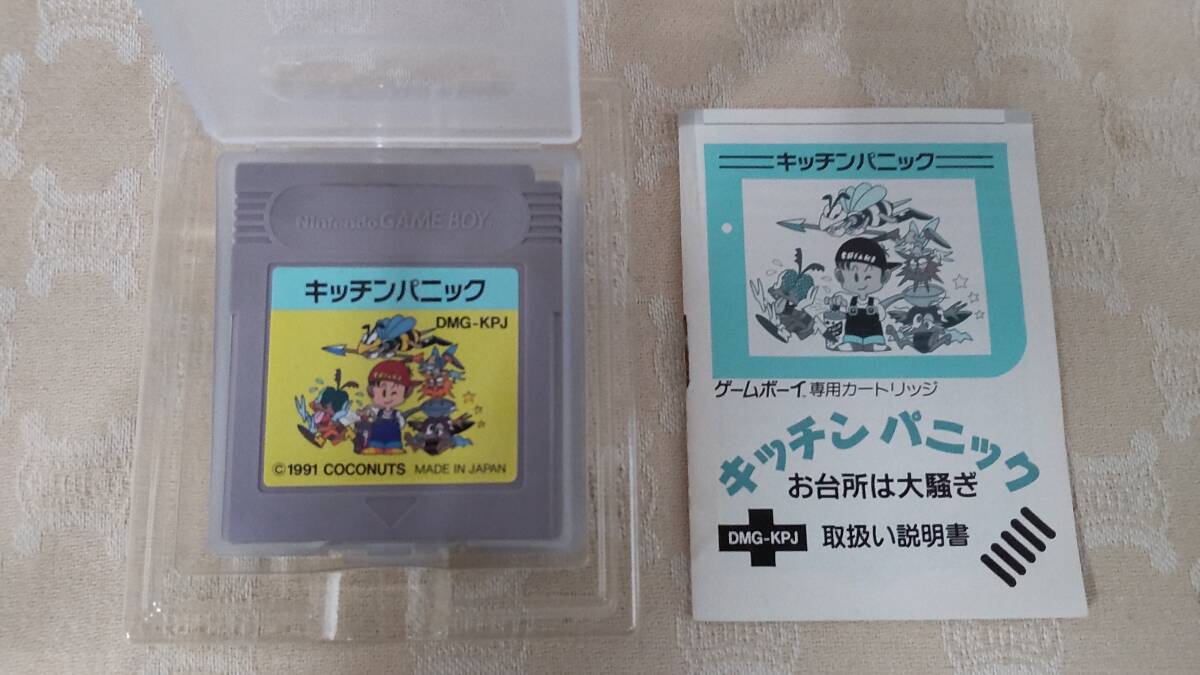 Nintendo GAME BOY
キッチンパニック
DMG-KPJ
©1991 COCONUTS MADE IN JAPAN
キッチンパニック
ゲームボーイ™専用カートリッジ
キッチンパニック
お台所は大騒ぎ
DMG-KPJ 取扱い説明書